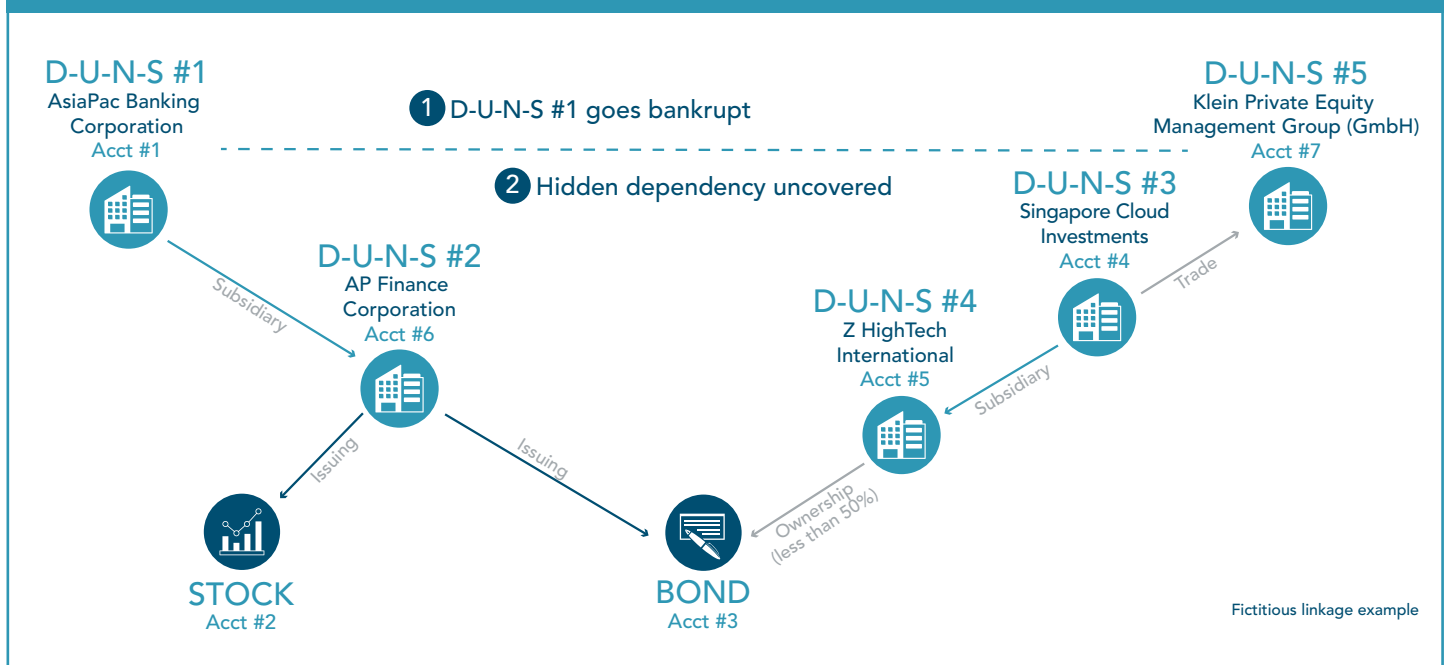 D-U-N-S #1
AsiaPac Banking
Corporation
Acct #1
1 D-U-N-S #1 goes bankrupt
2 Hidden dependency uncovered
D-U-N-S #5
Klein Private Equity
Management Group (GmbH)
Acct #7
D-U-N-S #3
Singapore Cloud
Investments
Acct #4
Trade
Subsidiary
D-U-N-S #2
AP Finance
Corporation
Acct #6
D-U-N-S #4
Z HighTech
International
Acct #5
Subsidiary
Issuing
Issuing
Ownership
(less than 50%)
STOCK
Acct #2
BOND
Acct #3
Fictitious linkage example